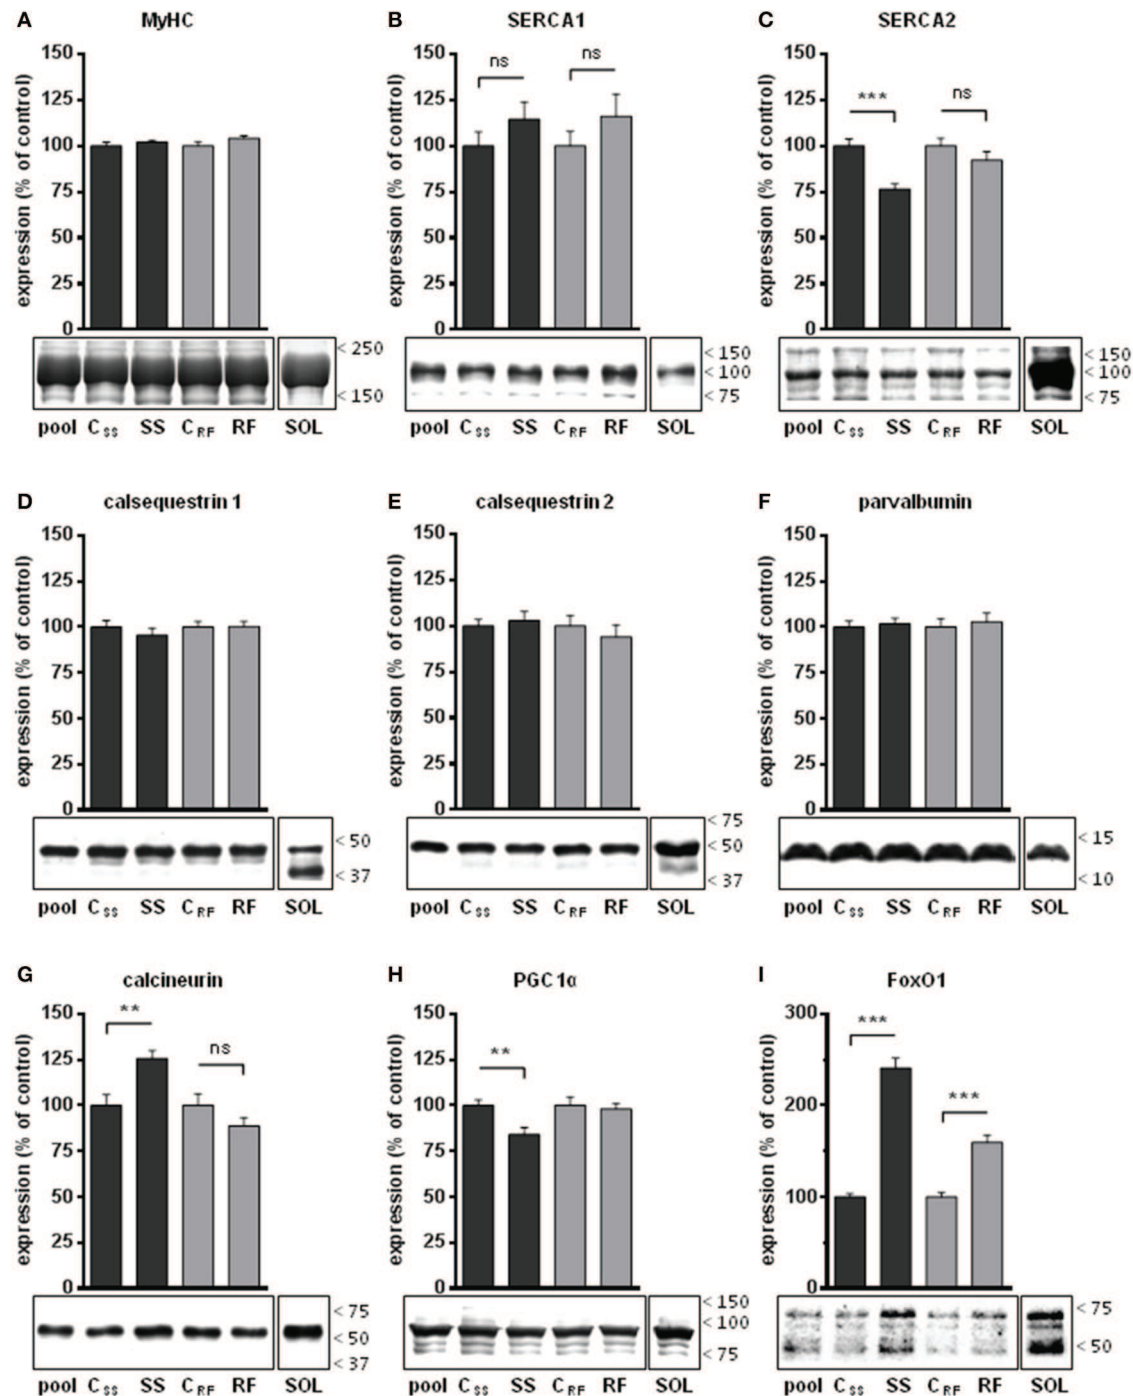 A MyHC
expression (% of control)
150
125
100
75
50
25
0
< 250
< 150
pool C SS SS C RF RF SOL
B SERCA1
expression (% of control)
150
125
100
75
50
25
0
ns ns
< 150
< 100
< 75
pool C SS SS C RF RF SOL
C SERCA2
expression (% of control)
150
125
100
75
50
25
0
*** ns
< 150
< 100
< 75
pool C SS SS C RF RF SOL
D calsequestrin 1
expression (% of control)
150
125
100
75
50
25
0
< 50
< 37
pool C SS SS C RF RF SOL
E calsequestrin 2
expression (% of control)
150
125
100
75
50
25
0
< 75
< 50
< 37
pool C SS SS C RF RF SOL
F parvalbumin
expression (% of control)
150
125
100
75
50
25
0
< 15
< 10
pool C SS SS C RF RF SOL
G calcineurin
expression (% of control)
150
125
100
75
50
25
0
** ns
< 75
< 50
< 37
pool C SS SS C RF RF SOL
H PGC1α
expression (% of control)
150
125
100
75
50
25
0
**
< 150
< 100
< 75
pool C SS SS C RF RF SOL
I FoxO1
expression (% of control)
300
200
100
0
*** ***
< 75
< 50
pool C SS SS C RF RF SOL